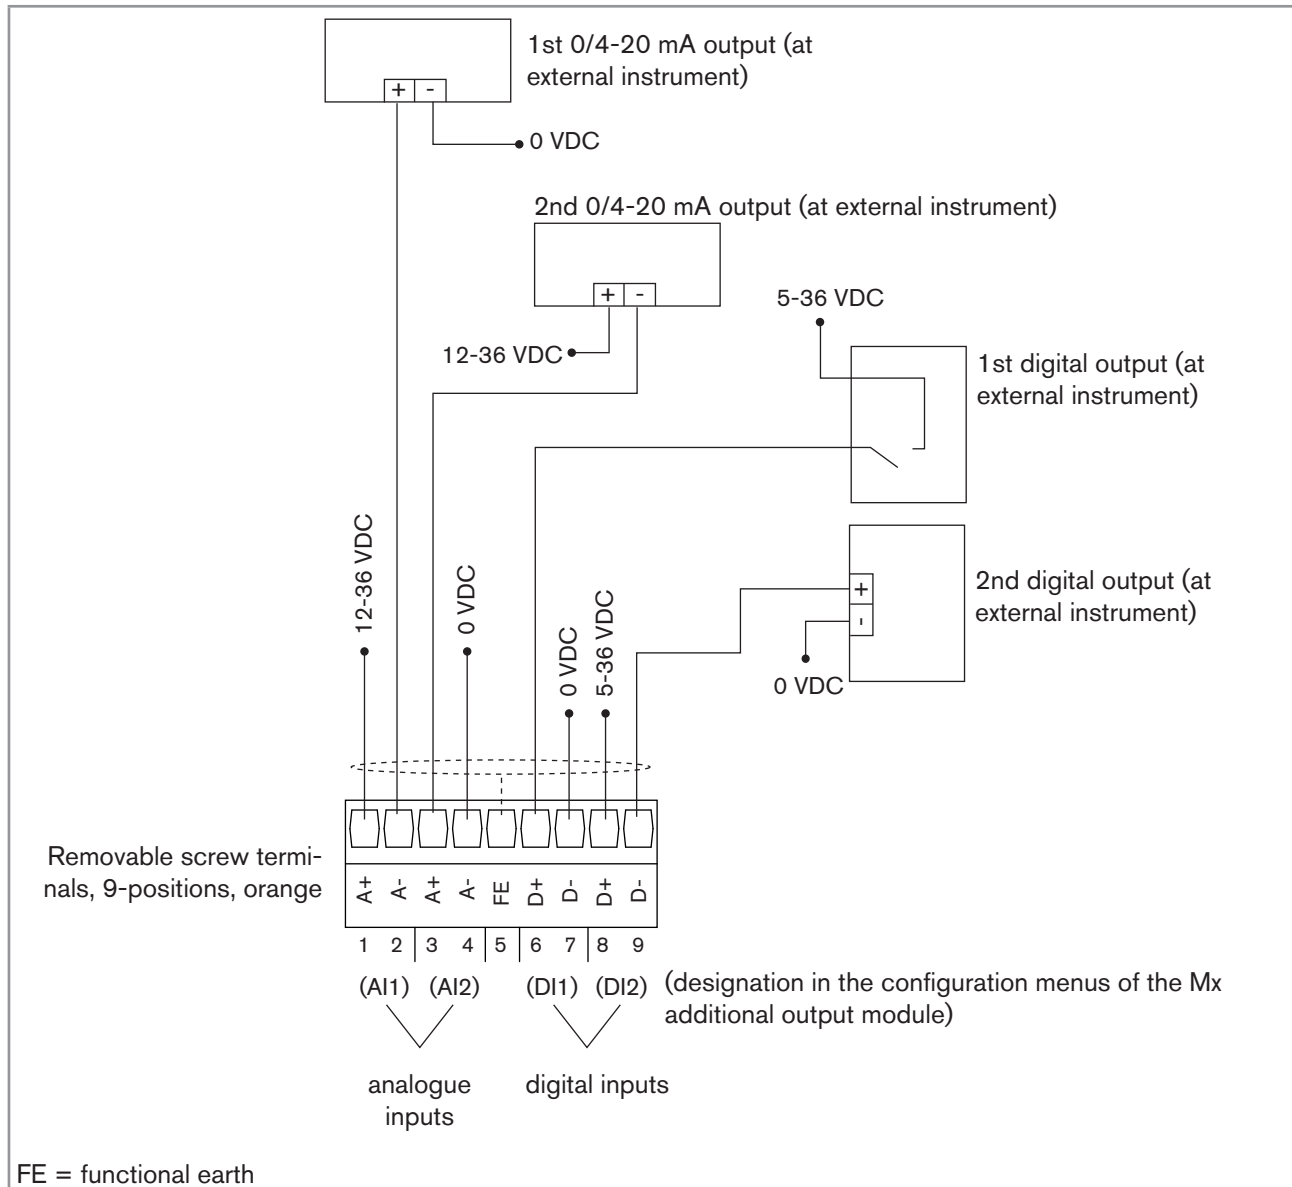 1st 0/4-20 mA output (at
external instrument)
+ -
0 VDC
2nd 0/4-20 mA output (at external instrument)
+ -
12-36 VDC
5-36 VDC
1st digital output (at
external instrument)
2nd digital output (at
external instrument)
+
-
0 VDC
12-36 VDC
0 VDC
0 VDC
5-36 VDC
Removable screw termi-
nals, 9-positions, orange
A+ A- A+ A- FE D+ D- D+ D-
1 2 3 4 5 6 7 8 9
(AI1) (AI2) (DI1) (DI2)
(designation in the configuration menus of the Mx
additional output module)
analogue
inputs
digital inputs
FE = functional earth